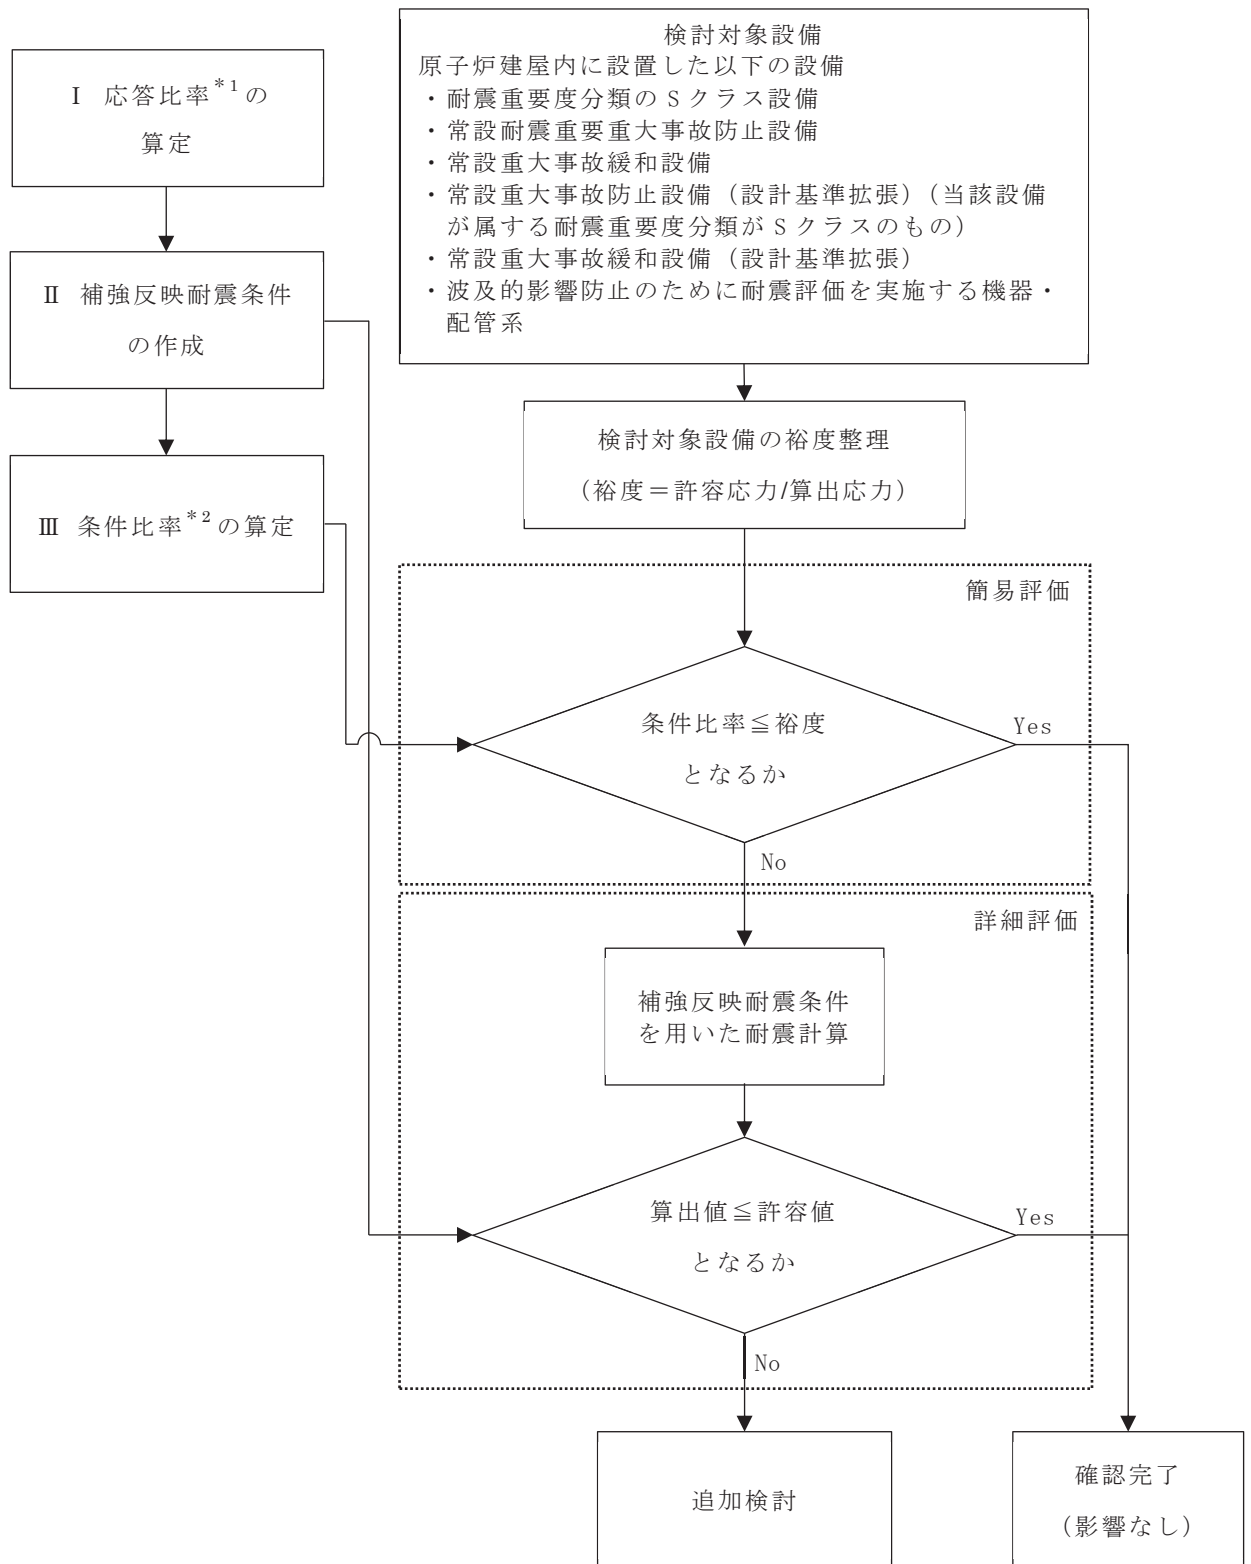 Ⅰ 応答比率*1の
算定
Ⅱ 補強反映耐震条件
の作成
Ⅲ 条件比率*2の算定
検討対象設備
原子炉建屋内に設置した以下の設備
・耐震重要度分類のSクラス設備
・常設耐震重要重大事故防止設備
・常設重大事故緩和設備
・常設重大事故防止設備（設計基準拡張）（当該設備
が属する耐震重要度分類がSクラスのもの）
・常設重大事故緩和設備（設計基準拡張）
・波及的影響防止のために耐震評価を実施する機器・
配管系
検討対象設備の裕度整理
（裕度＝許容応力/算出応力）
簡易評価
条件比率≦裕度
となるか
Yes
No
詳細評価
補強反映耐震条件
を用いた耐震計算
算出値≦許容値
となるか
Yes
No
追加検討
確認完了
（影響なし）